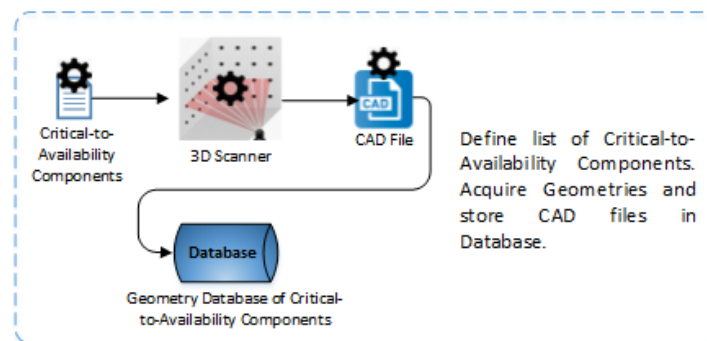 Critical-to-
Availability
Components
3D Scanner
CAD
CAD File
Define list of Critical-to-
Availability Components.
Acquire Geometries and
store CAD files in
Database.
Database
Geometry Database of Critical-
to-Availability Components